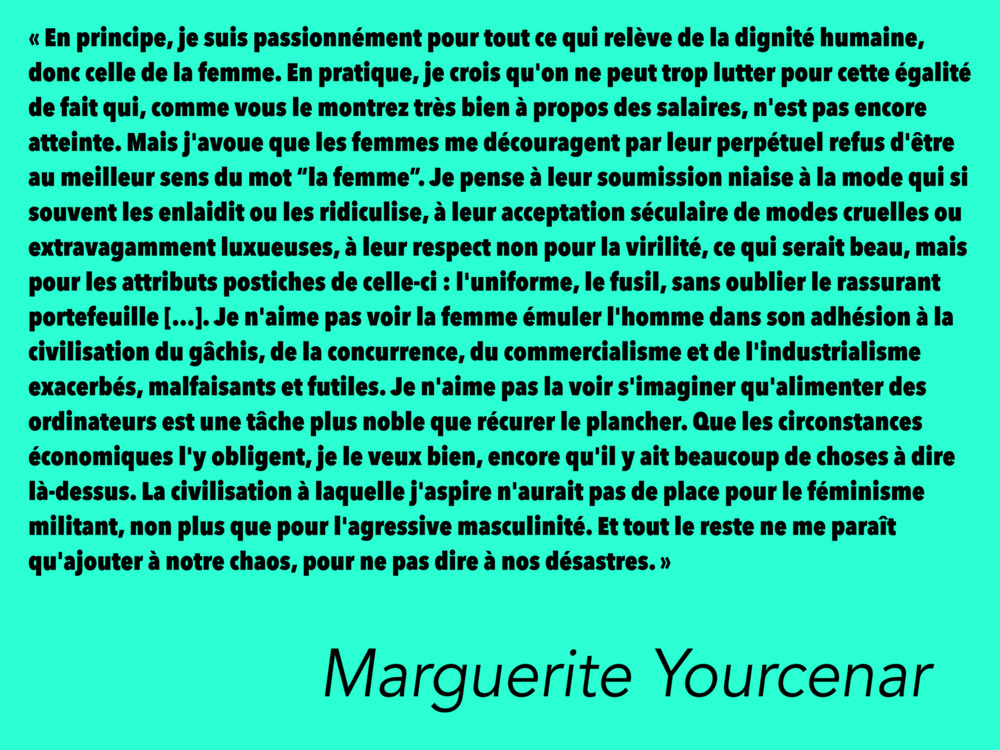 « En principe, je suis passionnément pour tout ce qui relève de la dignité humaine,
donc celle de la femme. En pratique, je crois qu'on ne peut trop lutter pour cette égalité
de fait qui, comme vous le montrez très bien à propos des salaires, n'est pas encore
atteinte. Mais j'avoue que les femmes me découragent par leur perpétuel refus d'être
au meilleur sens du mot “la femme”. Je pense à leur soumission niaise à la mode qui si
souvent les enlaidit ou les ridiculise, à leur acceptation séculaire de modes cruelles ou
extravagamment luxueuses, à leur respect non pour la virilité, ce qui serait beau, mais
pour les attributs postiches de celle-ci : l'uniforme, le fusil, sans oublier le rassurant
portefeuille [...]. Je n'aime pas voir la femme émuler l'homme dans son adhésion à la
civilisation du gâchis, de la concurrence, du commercialisme et de l'industrialisme
exacerbés, malfaisants et futiles. Je n'aime pas la voir s'imaginer qu'alimenter des
ordinateurs est une tâche plus noble que récurer le plancher. Que les circonstances
économiques l'y obligent, je le veux bien, encore qu'il y ait beaucoup de choses à dire
là-dessus. La civilisation à laquelle j'aspire n'aurait pas de place pour le féminisme
militant, non plus que pour l'agressive masculinité. Et tout le reste ne me paraît
qu'ajouter à notre chaos, pour ne pas dire à nos désastres. »
Marguerite Yourcenar